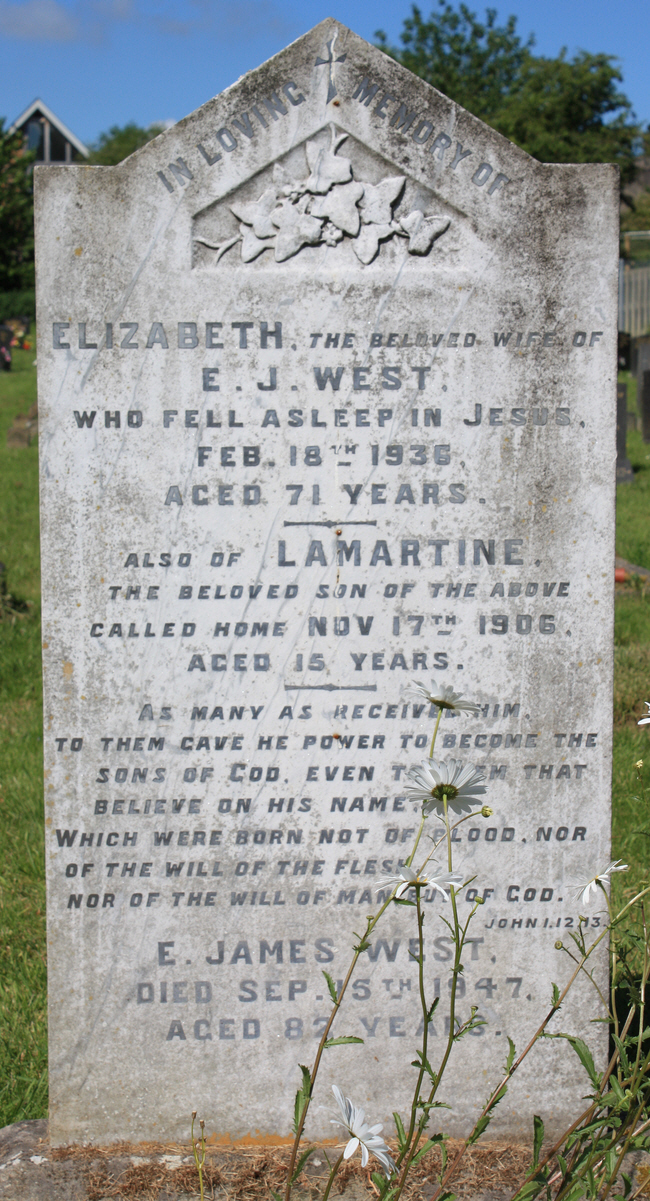 IN LOVING MEMORY OF
ELIZABETH, THE BELOVED WIFE OF
E. J. WEST,
WHO FELL ASLEEP IN JESUS,
FEB. 18TH 1936,
AGED 71 YEARS.
ALSO OF LAMARTINE,
THE BELOVED SON OF THE ABOVE
CALLED HOME NOV 17TH 1906,
AGED 15 YEARS.
AS MANY AS RECEIVED HIM,
TO THEM GAVE HE POWER TO BECOME THE
SONS OF GOD, EVEN TO THEM THAT
BELIEVE ON HIS NAME,
WHICH WERE BORN NOT OF BLOOD, NOR
OF THE WILL OF THE FLESH
NOR OF THE WILL OF MAN BUT OF GOD.
JOHN 1.12.13.
E. JAMES WEST,
DIED SEP. 15TH 1947,
AGED 82 YEARS.